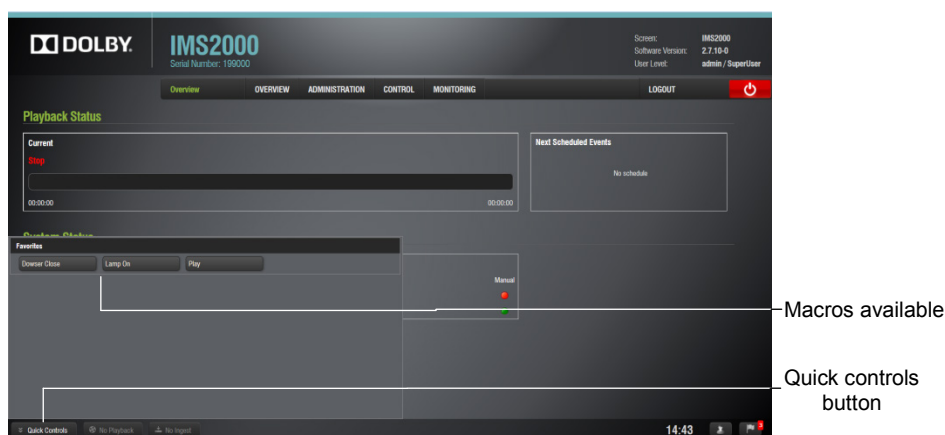 DOLBY.
IMS2000
Serial Number: 199000
Screen: IMS2000
Software Version: 2.7.10-0
User Level: admin / SuperUser
Overview OVERVIEW ADMINISTRATION CONTROL MONITORING LOGOUT
Playback Status
Current
Stop
00:00:00 00:00:00
Next Scheduled Events
No schedule
System Status
Favorites
Dowser Close Lamp On Play
Manual
Macros available
Quick controls
button
Quick Controls No Playback No Ingest 14:43 3